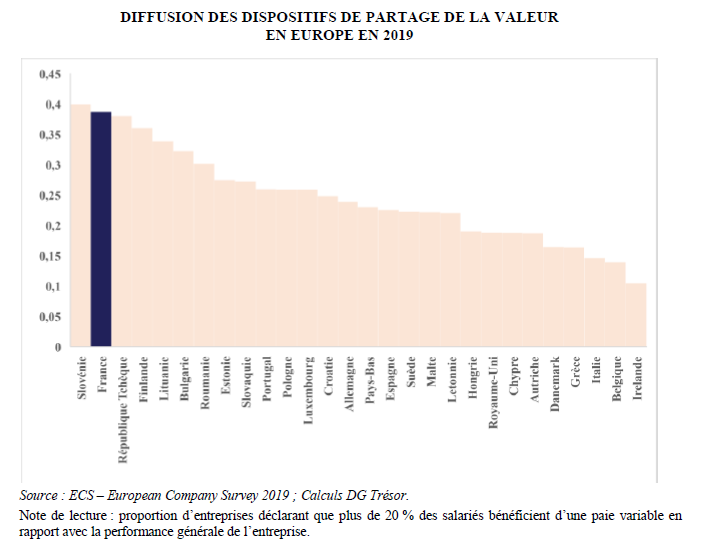 DIFFUSION DES DISPOSITIFS DE PARTAGE DE LA VALEUR
EN EUROPE EN 2019
0,45
0,4
0,35
0,3
0,25
0,2
0,15
0,1
0,05
0
Slovénie
France
République Tchèque
Finlande
Lituanie
Bulgarie
Roumanie
Estonie
Slovaquie
Portugal
Pologne
Luxembourg
Croatie
Allemagne
Pays-Bas
Espagne
Suède
Malte
Letonnie
Hongrie
Royaume-Uni
Chypre
Autriche
Danemark
Grèce
Italie
Belgique
Irelande
Source : ECS – European Company Survey 2019 ; Calculs DG Trésor.
Note de lecture : proportion d’entreprises déclarant que plus de 20 % des salariés bénéficient d’une paie variable en
rapport avec la performance générale de l’entreprise.